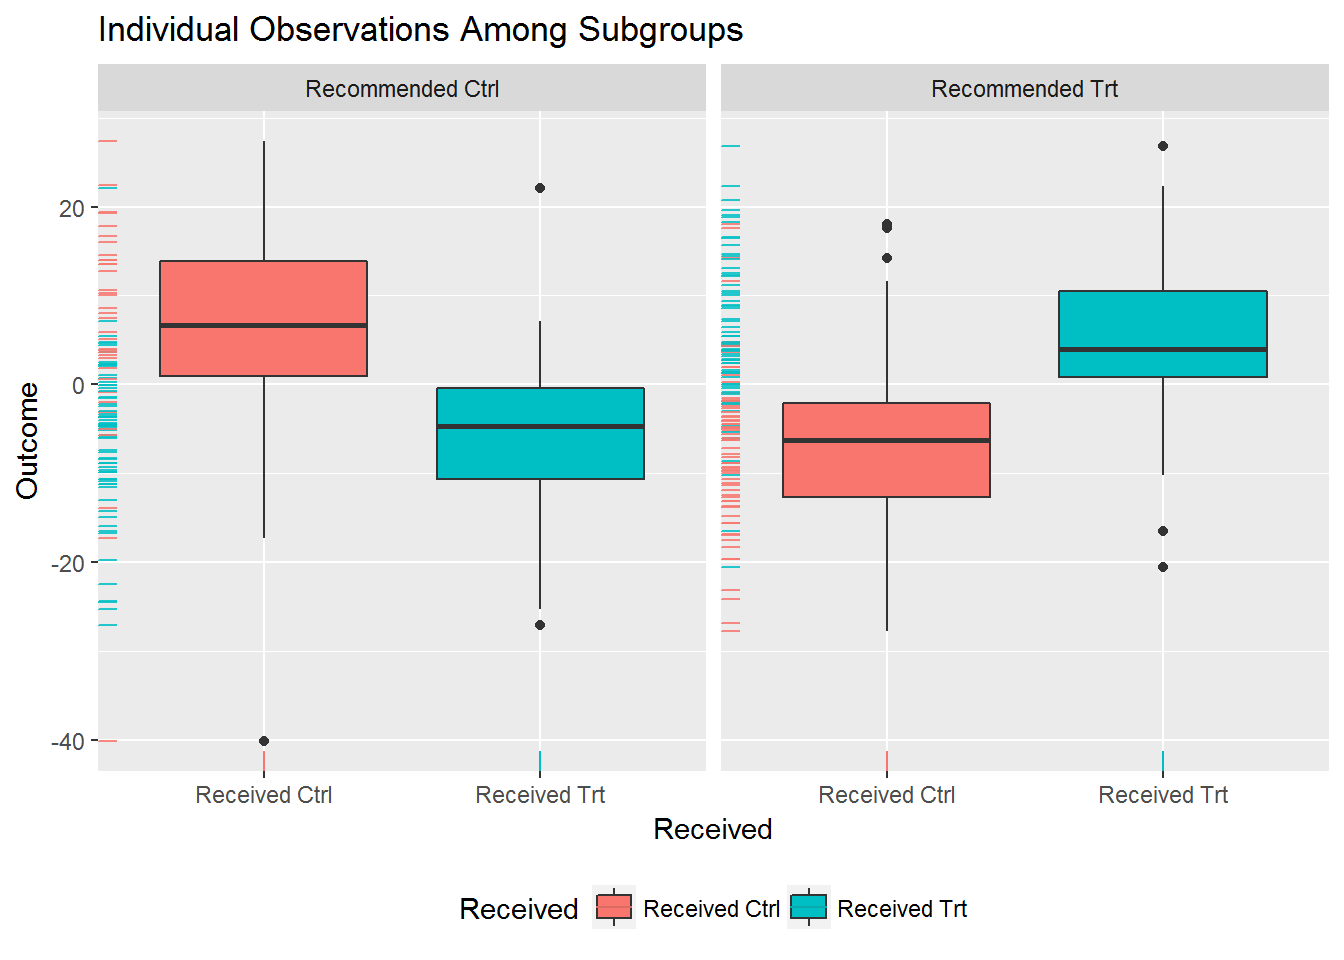 Individual Observations Among Subgroups
Recommended Ctrl
Recommended Trt
20
0
-20
-40
Outcome
Received Ctrl
Received Trt
Received Ctrl
Received Trt
Received
Received
Received Ctrl
Received Trt